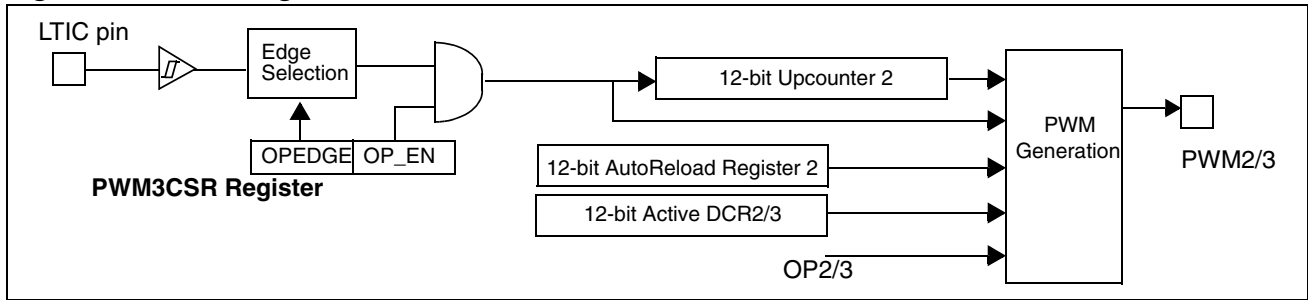 LTIC pin
Edge
Selection
12-bit Upcounter 2
PWM
Generation
PWM2/3
OPEDGE OP_EN
PWM3CSR Register
12-bit AutoReload Register 2
12-bit Active DCR2/3
OP2/3